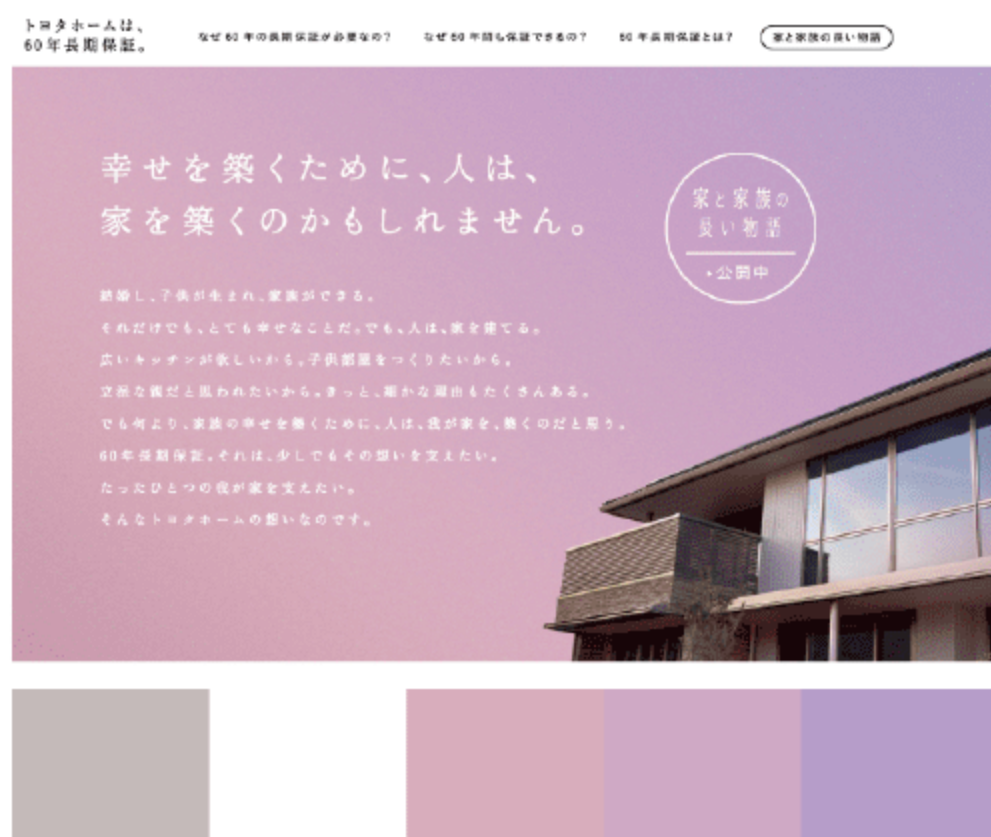 トヨタホームは、
60年長期保証。
なぜ60年の長期保証が必要なの？
なぜ60年間も保証できるの？
60年長期保証とは？
家と家族の長い物語
幸せを築くために、人は、
家を築くのかもしれません。
家と家族の
長い物語
公開中
結婚し、子供が生まれ、家族ができる。
それだけでも、とても幸せなことだ。でも、人は、家を建てる。
広いキッチンが欲しいから。子供部屋をつくりたいから。
立派な親だと思われたいから。きっと、細かな理由もたくさんある。
でも何より、家族の幸せを築くために、人は、我が家を、築くのだと思う。
60年長期保証。それは、少しでもその想いを支えたい。
たったひとつの我が家を支えたい。
そんなトヨタホームの想いなのです。